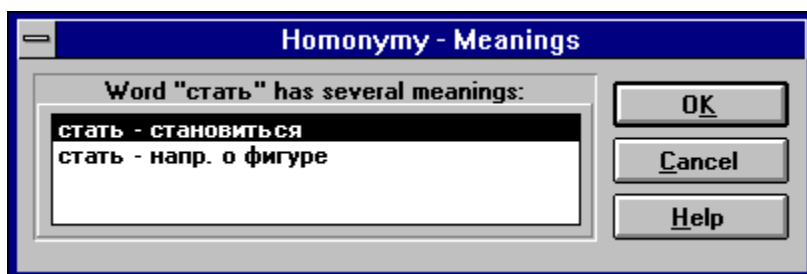 Homonymy - Meanings
Word "стать" has several meanings:
стать - становиться
стать - напр. о фигуре
OK
Cancel
Help